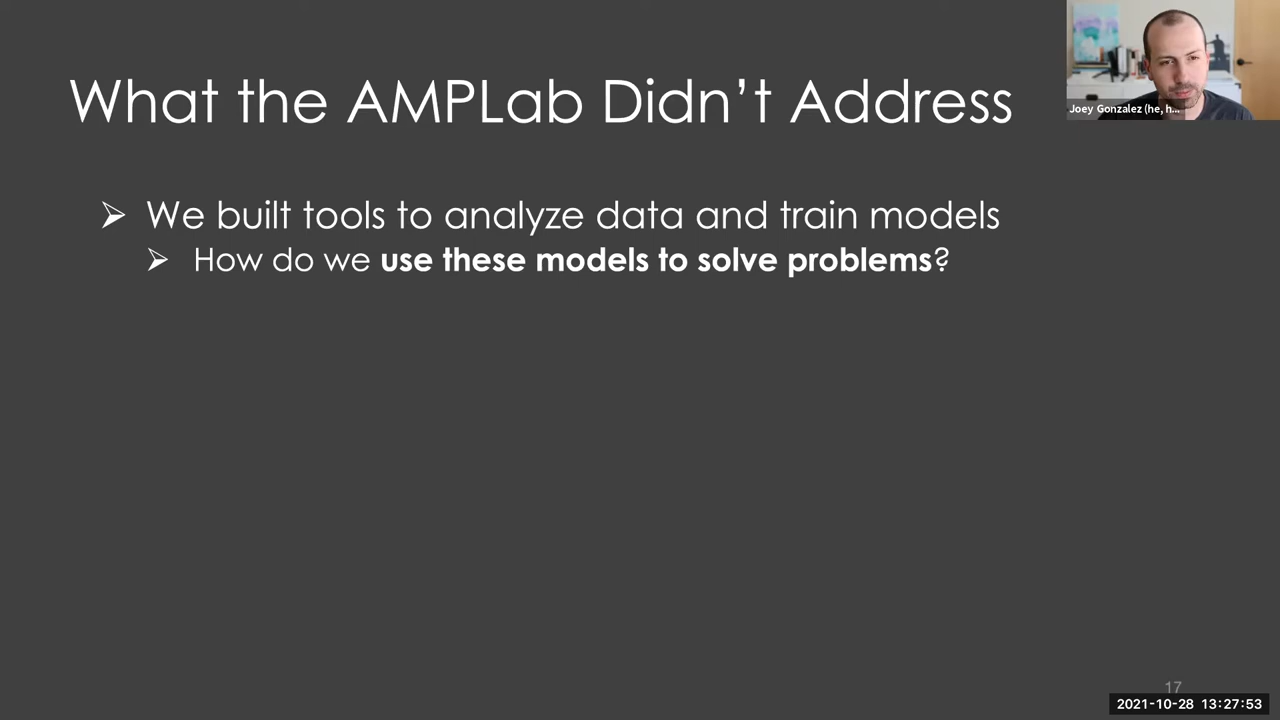 What the AMPLab Didn’t Address
Joey Gonzalez (he, h...
➢ We built tools to analyze data and train models
➢ How do we use these models to solve problems?
17
2021-10-28 13:27:53